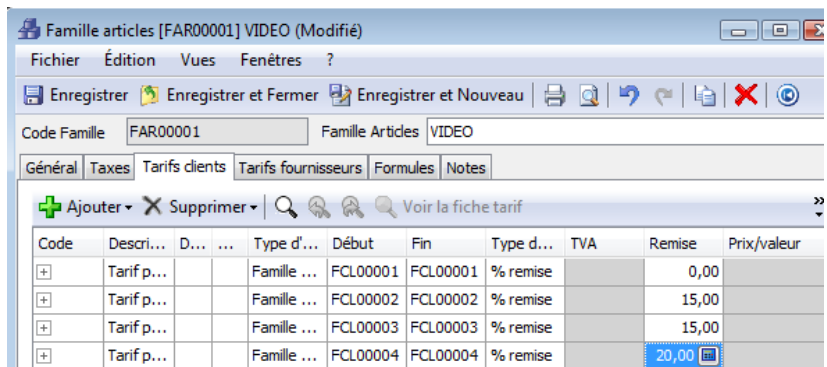 Famille articles [FAR00001] VIDEO (Modifié)
Fichier Édition Vues Fenêtres ?
Enregistrer Enregistrer et Fermer Enregistrer et Nouveau
Code Famille FAR00001 Famille Articles VIDEO
Général Taxes Tarifs clients Tarifs fournisseurs Formules Notes
Ajouter Supprimer Voir la fiche tarif
Code Descri... D... ... Type d'... Début Fin Type d... TVA Remise Prix/valeur
Tarif p... Famille ... FCL00001 FCL00001 % remise 0,00
Tarif p... Famille ... FCL00002 FCL00002 % remise 15,00
Tarif p... Famille ... FCL00003 FCL00003 % remise 15,00
Tarif p... Famille ... FCL00004 FCL00004 % remise 20,00